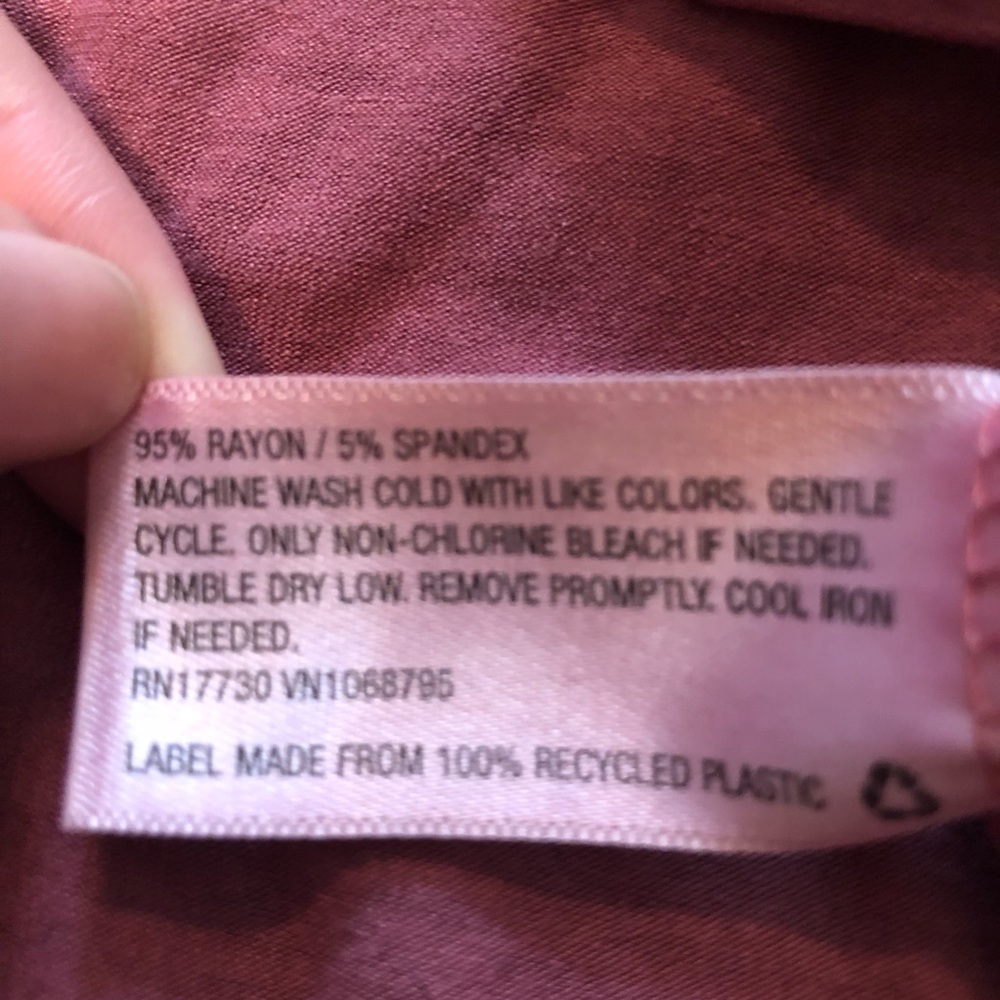 95% RAYON / 5% SPANDEX
MACHINE WASH COLD WITH LIKE COLORS. GENTLE
CYCLE. ONLY NON-CHLORINE BLEACH IF NEEDED.
TUMBLE DRY LOW. REMOVE PROMPTLY. COOL IRON
IF NEEDED.
RN17730 VN1068795
LABEL MADE FROM 100% RECYCLED PLASTIC